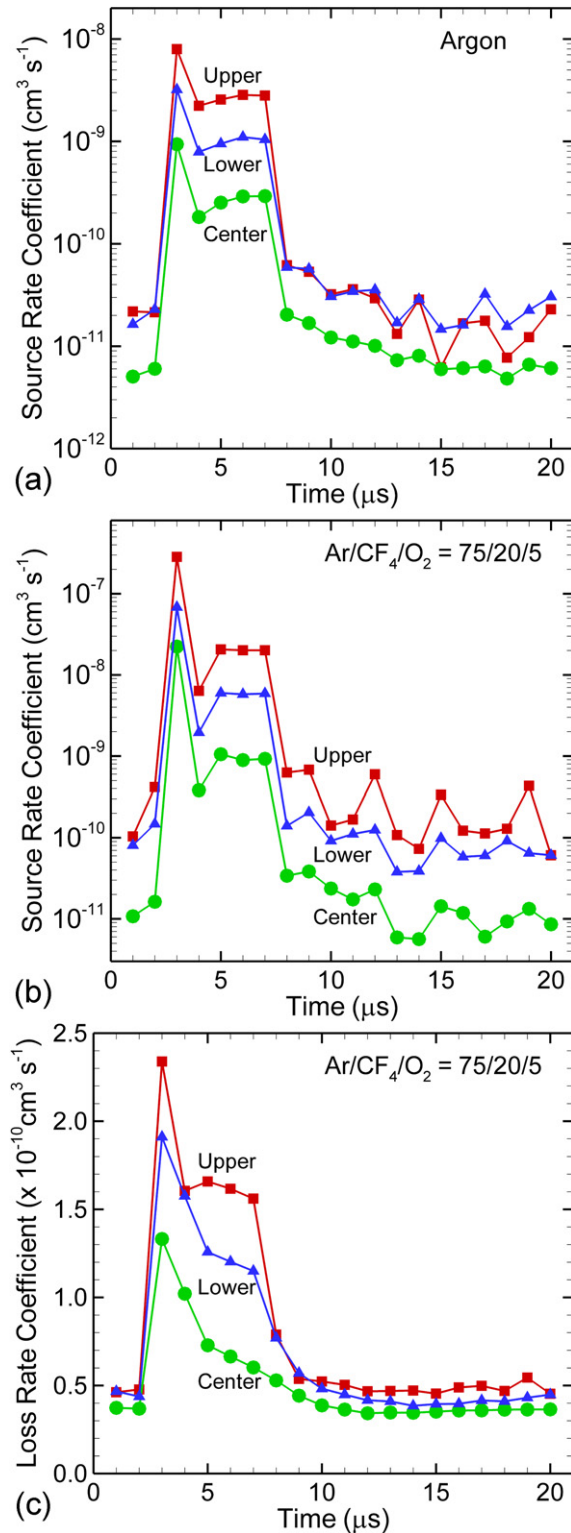 10⁻⁸
Argon
Upper
10⁻⁹
Lower
Center
10⁻¹⁰
10⁻¹¹
10⁻¹²
Source Rate Coefficient (cm³ s⁻¹)
0 5 10 15 20
(a)
Time (μs)
Ar/CF₄/O₂ = 75/20/5
10⁻⁷
10⁻⁸
10⁻⁹
Upper
10⁻¹⁰
Lower
Center
10⁻¹¹
Source Rate Coefficient (cm³ s⁻¹)
0 5 10 15 20
(b)
Time (μs)
2.5
Ar/CF₄/O₂ = 75/20/5
2.0
Upper
1.5
Lower
1.0
Center
0.5
0.0
Loss Rate Coefficient (x 10⁻¹⁰cm³ s⁻¹)
0 5 10 15 20
(c)
Time (μs)